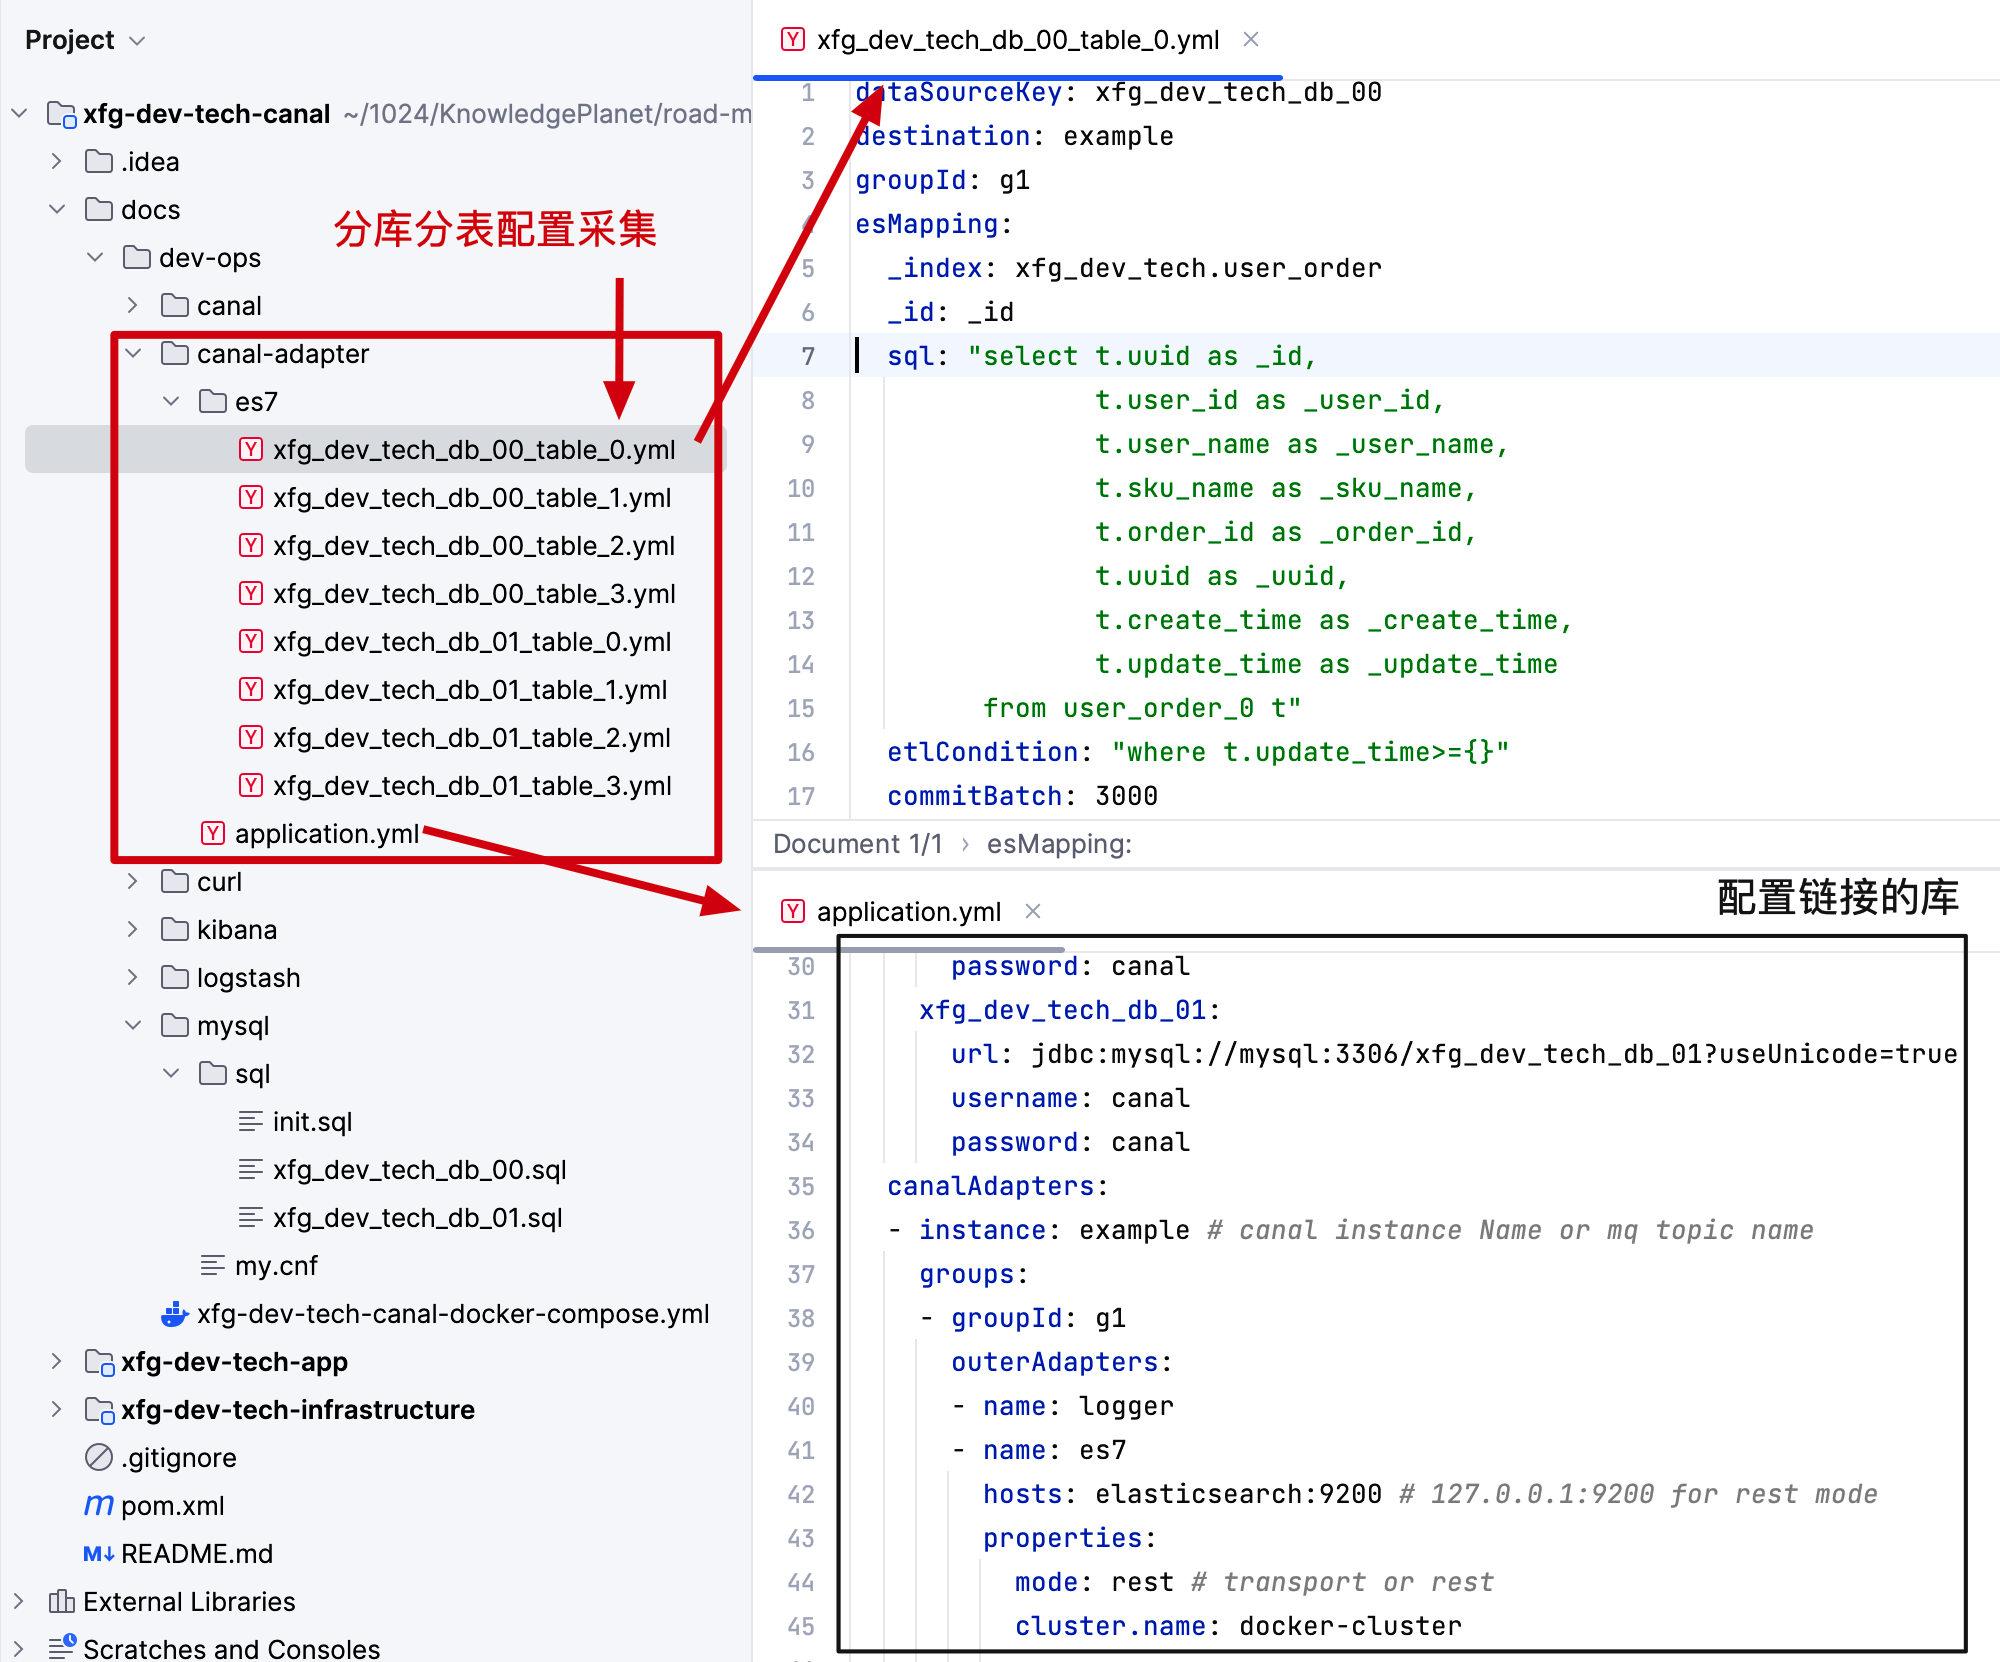 Project
xfg-dev-tech-canal ~/1024/KnowledgePlanet/road-m
.idea
docs
分库分表配置采集
dev-ops
canal
canal-adapter
es7
xfg_dev_tech_db_00_table_0.yml
xfg_dev_tech_db_00_table_1.yml
xfg_dev_tech_db_00_table_2.yml
xfg_dev_tech_db_00_table_3.yml
xfg_dev_tech_db_01_table_0.yml
xfg_dev_tech_db_01_table_1.yml
xfg_dev_tech_db_01_table_2.yml
xfg_dev_tech_db_01_table_3.yml
application.yml
curl
kibana
logstash
mysql
sql
init.sql
xfg_dev_tech_db_00.sql
xfg_dev_tech_db_01.sql
my.cnf
xfg-dev-tech-canal-docker-compose.yml
xfg-dev-tech-app
xfg-dev-tech-infrastructure
.gitignore
pom.xml
README.md
External Libraries
Scratches and Consoles
xfg_dev_tech_db_00_table_0.yml
1 dataSourceKey: xfg_dev_tech_db_00
2 destination: example
3 groupId: g1
4 esMapping:
5 _index: xfg_dev_tech.user_order
6 _id: _id
7 sql: "select t.uuid as _id,
8 t.user_id as _user_id,
9 t.user_name as _user_name,
10 t.sku_name as _sku_name,
11 t.order_id as _order_id,
12 t.uuid as _uuid,
13 t.create_time as _create_time,
14 t.update_time as _update_time
15 from user_order_0 t"
16 etlCondition: "where t.update_time>={}"
17 commitBatch: 3000
Document 1/1 › esMapping:
application.yml
配置链接的库
30 password: canal
31 xfg_dev_tech_db_01:
32 url: jdbc:mysql://mysql:3306/xfg_dev_tech_db_01?useUnicode=true
33 username: canal
34 password: canal
35 canalAdapters:
36 - instance: example # canal instance Name or mq topic name
37 groups:
38 - groupId: g1
39 outerAdapters:
40 - name: logger
41 - name: es7
42 hosts: elasticsearch:9200 # 127.0.0.1:9200 for rest mode
43 properties:
44 mode: rest # transport or rest
45 cluster.name: docker-cluster